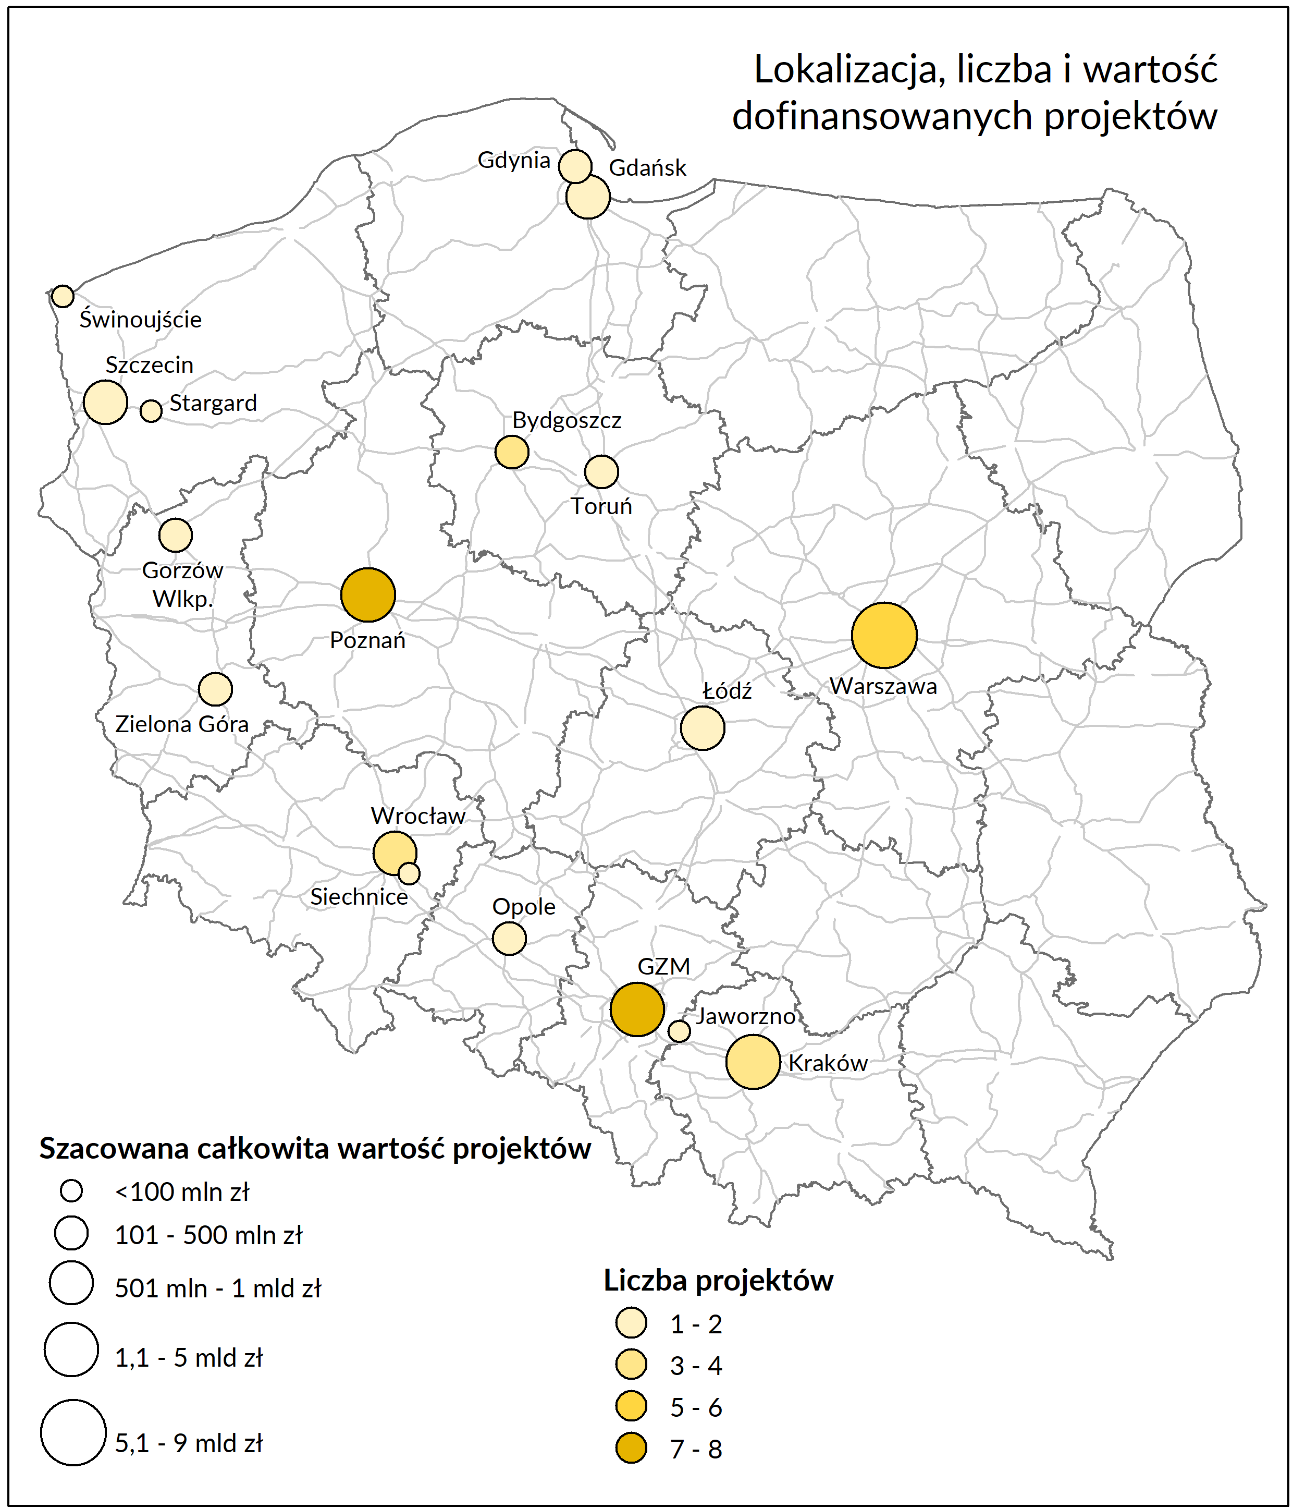 Lokalizacja, liczba i wartość
dofinansowanych projektów
Gdynia
Gdańsk
Świnoujście
Szczecin
Stargard
Bydgoszcz
Toruń
Gorzów
Wlkp.
Poznań
Warszawa
Zielona Góra
Łódź
Wrocław
Siechnice
Opole
GZM
Jaworzno
Kraków
Szacowana całkowita wartość projektów
<100 mln zł
101 - 500 mln zł
501 mln - 1 mld zł
1,1 - 5 mld zł
5,1 - 9 mld zł
Liczba projektów
1 - 2
3 - 4
5 - 6
7 - 8